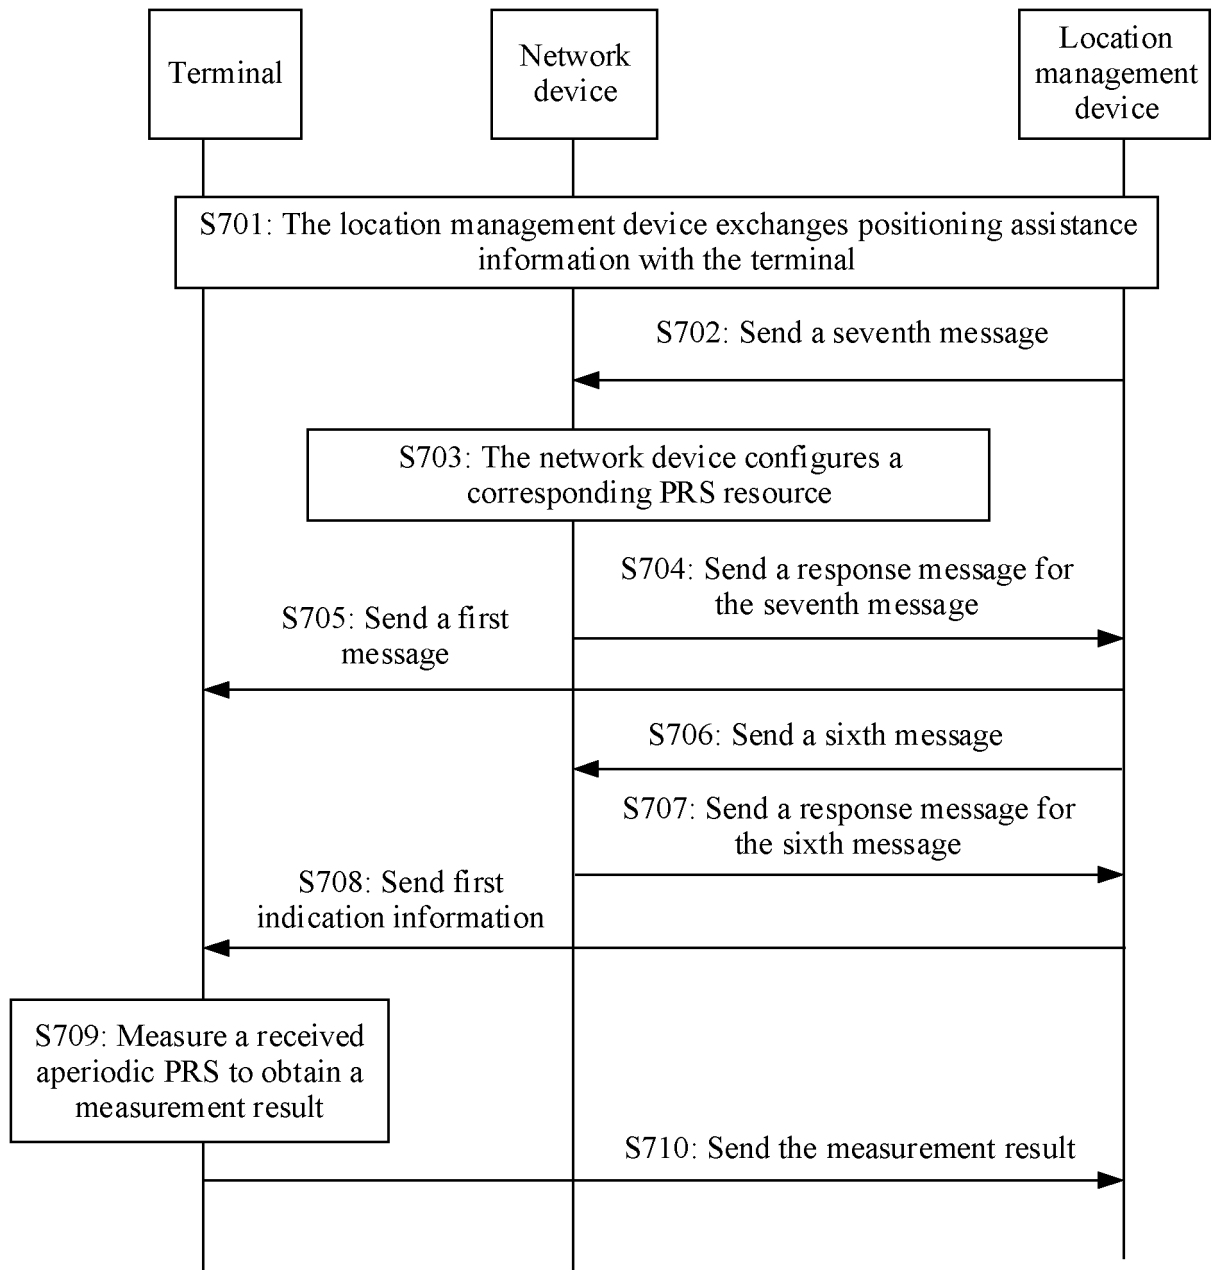 Terminal
Network
device
Location
management
device
S701: The location management device exchanges positioning assistance
information with the terminal
S702: Send a seventh message
S703: The network device configures a
corresponding PRS resource
S704: Send a response message for
the seventh message
S705: Send a first
message
S706: Send a sixth message
S707: Send a response message for
the sixth message
S708: Send first
indication information
S709: Measure a received
aperiodic PRS to obtain a
measurement result
S710: Send the measurement result